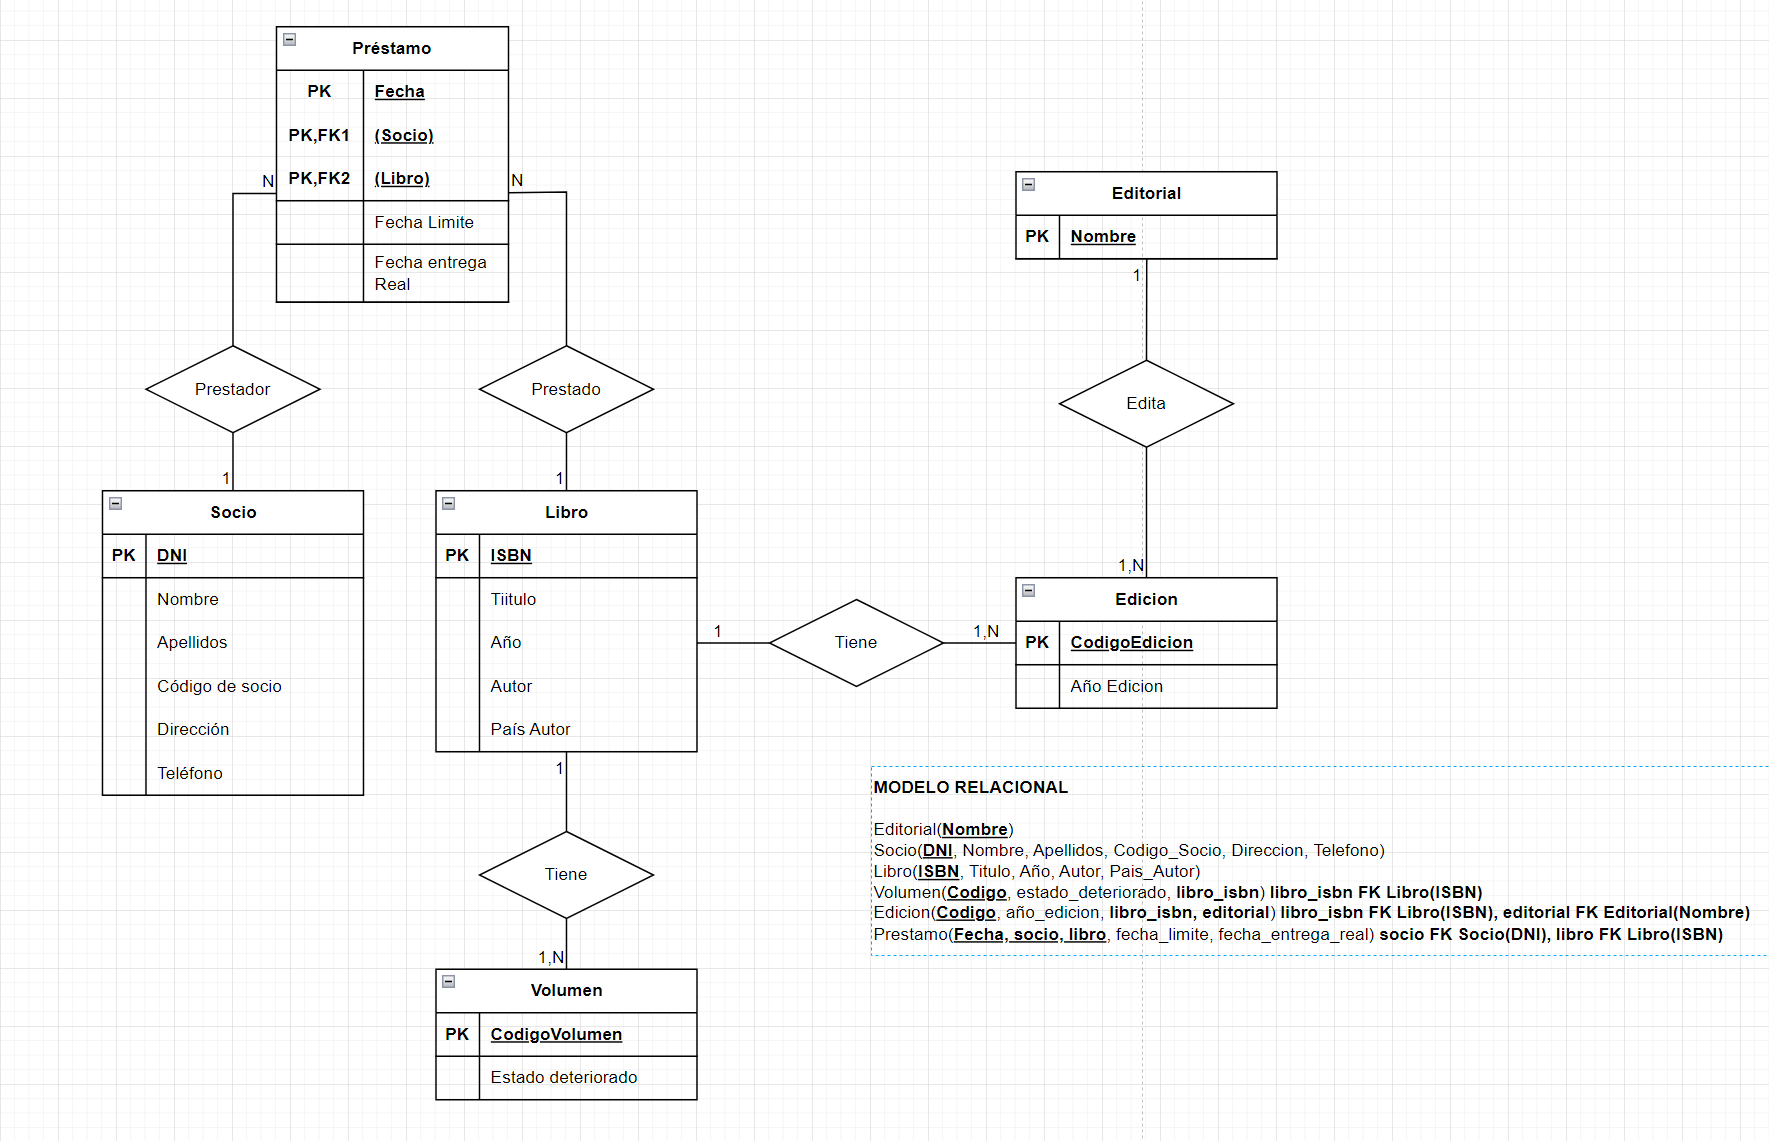 Préstamo
PK Fecha
PK,FK1 (Socio)
PK,FK2 (Libro)
Fecha Limite
Fecha entrega
Real
N
N
Prestador
Prestado
1
1
Socio
PK DNI
Nombre
Apellidos
Código de socio
Dirección
Teléfono
Libro
PK ISBN
Tiitulo
Año
Autor
País Autor
1
Tiene
1,N
Editorial
PK Nombre
1
Edita
1,N
Edicion
PK CodigoEdicion
Año Edicion
1
Tiene
1,N
Volumen
PK CodigoVolumen
Estado deteriorado
MODELO RELACIONAL
Editorial(Nombre)
Socio(DNI, Nombre, Apellidos, Codigo_Socio, Direccion, Telefono)
Libro(ISBN, Titulo, Año, Autor, Pais_Autor)
Volumen(Codigo, estado_deteriorado, libro_isbn) libro_isbn FK Libro(ISBN)
Edicion(Codigo, año_edicion, libro_isbn, editorial) libro_isbn FK Libro(ISBN), editorial FK Editorial(Nombre)
Prestamo(Fecha, socio, libro, fecha_limite, fecha_entrega_real) socio FK Socio(DNI), libro FK Libro(ISBN)